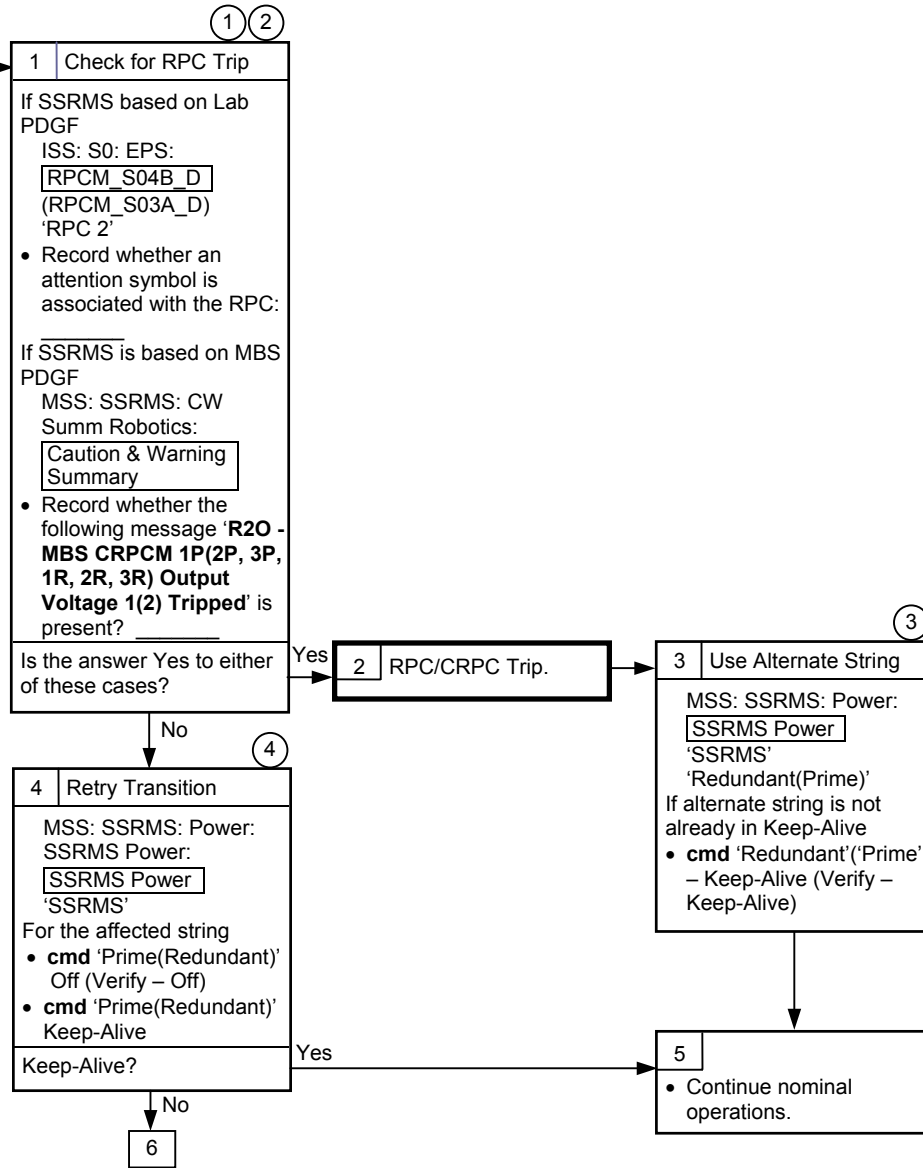 1 2
1 Check for RPC Trip
If SSRMS based on Lab
PDGF
ISS: S0: EPS:
RPCM_S04B_D
(RPCM_S03A_D)
‘RPC 2’
• Record whether an
attention symbol is
associated with the RPC:
_______
If SSRMS is based on MBS
PDGF
MSS: SSRMS: CW
Summ Robotics:
Caution & Warning
Summary
• Record whether the
following message ‘R2O -
MBS CRPCM 1P(2P, 3P,
1R, 2R, 3R) Output
Voltage 1(2) Tripped’ is
present? _______
Is the answer Yes to either
of these cases?
Yes
No
2 RPC/CRPC Trip.
3
3 Use Alternate String
MSS: SSRMS: Power:
SSRMS Power
‘SSRMS’
‘Redundant(Prime)’
If alternate string is not
already in Keep-Alive
• cmd ‘Redundant’(‘Prime’
– Keep-Alive (Verify –
Keep-Alive)
4
4 Retry Transition
MSS: SSRMS: Power:
SSRMS Power:
SSRMS Power
‘SSRMS’
For the affected string
• cmd ‘Prime(Redundant)’
Off (Verify – Off)
• cmd ‘Prime(Redundant)’
Keep-Alive
Keep-Alive?
Yes
No
5
• Continue nominal
operations.
6